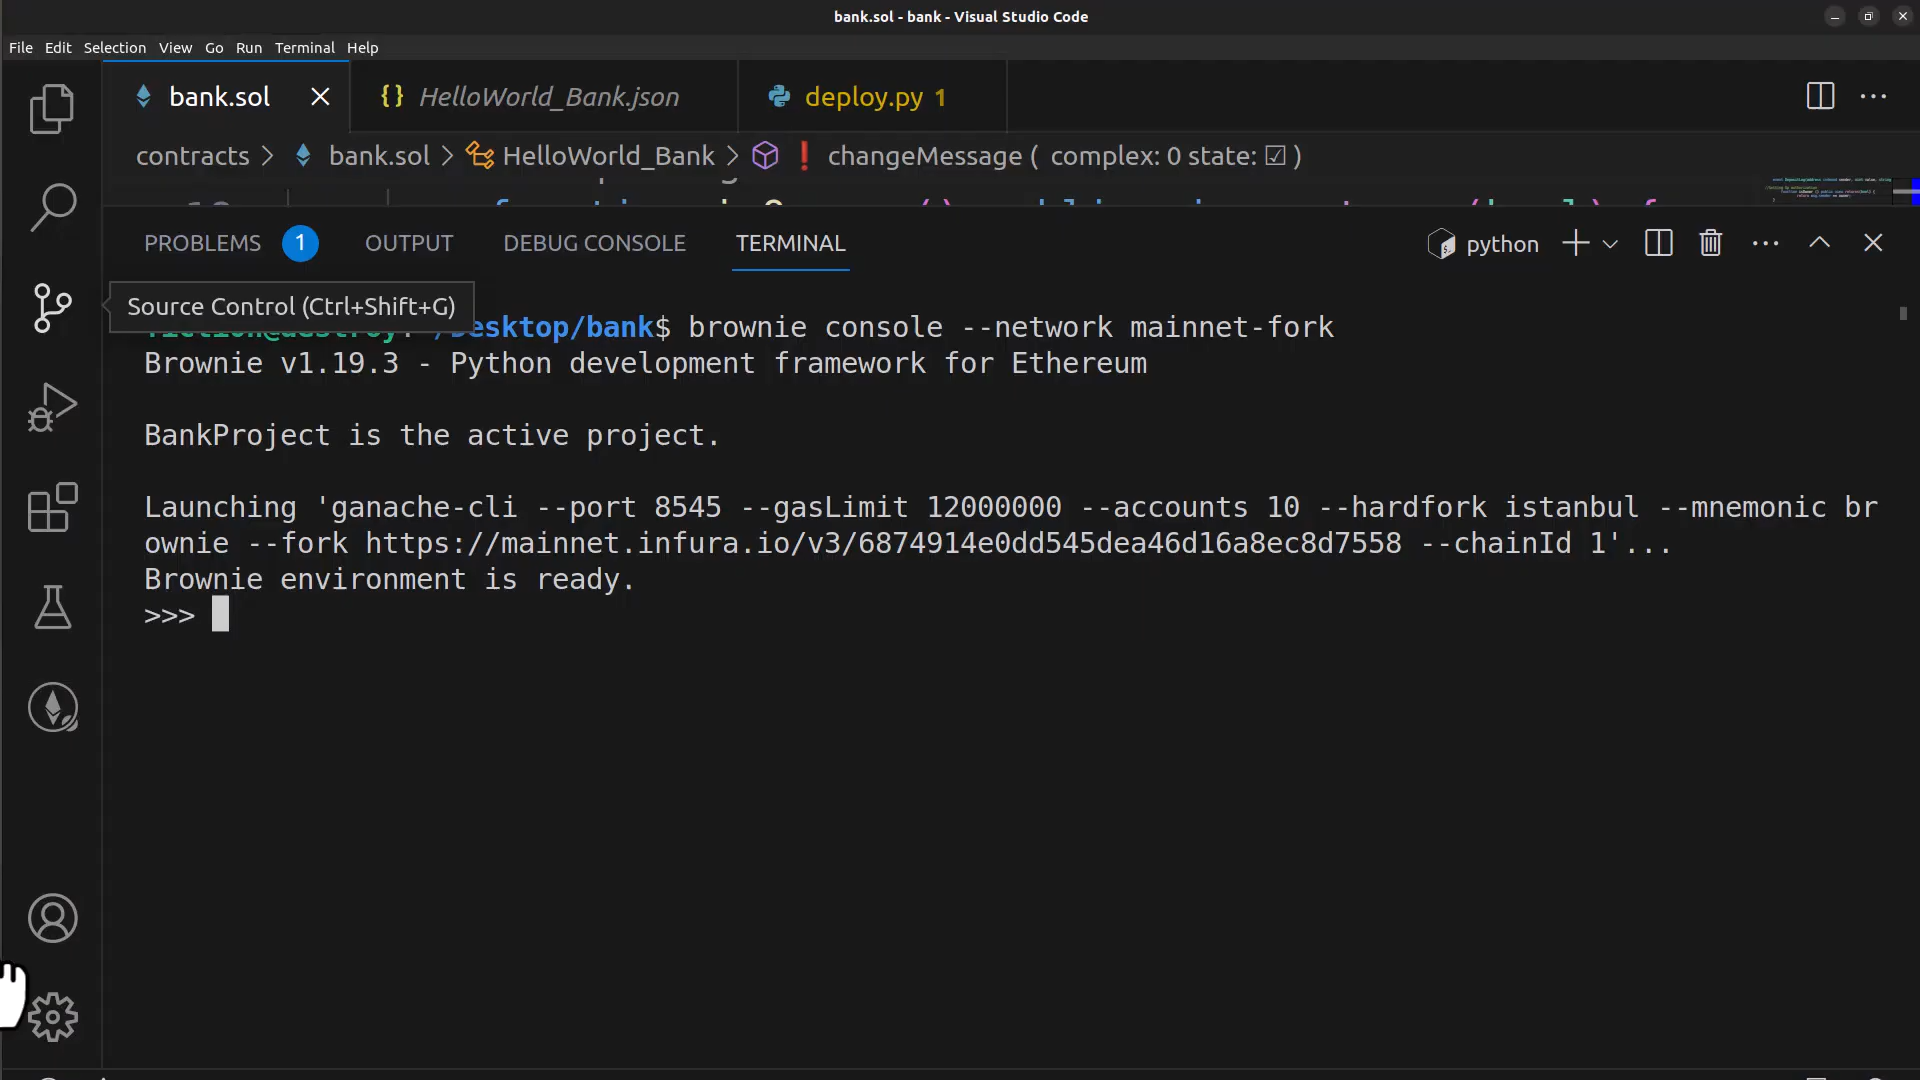 bank.sol - bank - Visual Studio Code
File Edit Selection View Go Run Terminal Help
bank.sol HelloWorld_Bank.json deploy.py 1
contracts > bank.sol > HelloWorld_Bank > changeMessage ( complex: 0 state: ☑ )
PROBLEMS 1 OUTPUT DEBUG CONSOLE TERMINAL python
Source Control (Ctrl+Shift+G)
/Desktop/bank$ brownie console --network mainnet-fork
Brownie v1.19.3 - Python development framework for Ethereum
BankProject is the active project.
Launching 'ganache-cli --port 8545 --gasLimit 12000000 --accounts 10 --hardfork istanbul --mnemonic br
ownie --fork https://mainnet.infura.io/v3/6874914e0dd545dea46d16a8ec8d7558 --chainId 1'...
Brownie environment is ready.
>>>